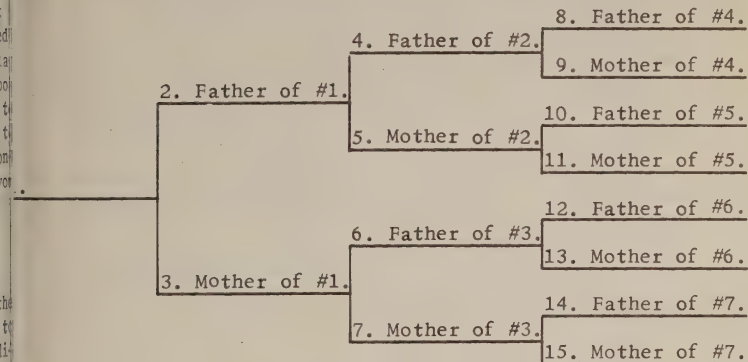 8. Father of #4.
4. Father of #2.
9. Mother of #4.
2. Father of #1.
10. Father of #5.
5. Mother of #2.
11. Mother of #5.
12. Father of #6.
6. Father of #3.
13. Mother of #6.
3. Mother of #1.
14. Father of #7.
7. Mother of #3.
15. Mother of #7.